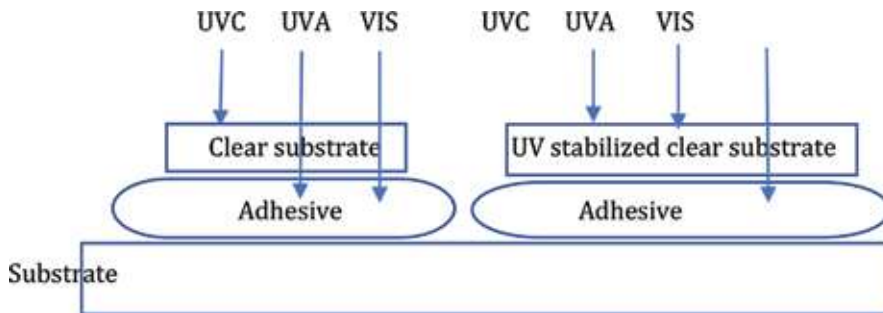 UVC UVA VIS UVC UVA VIS
Clear substrate UV stabilized clear substrate
Adhesive Adhesive
Substrate